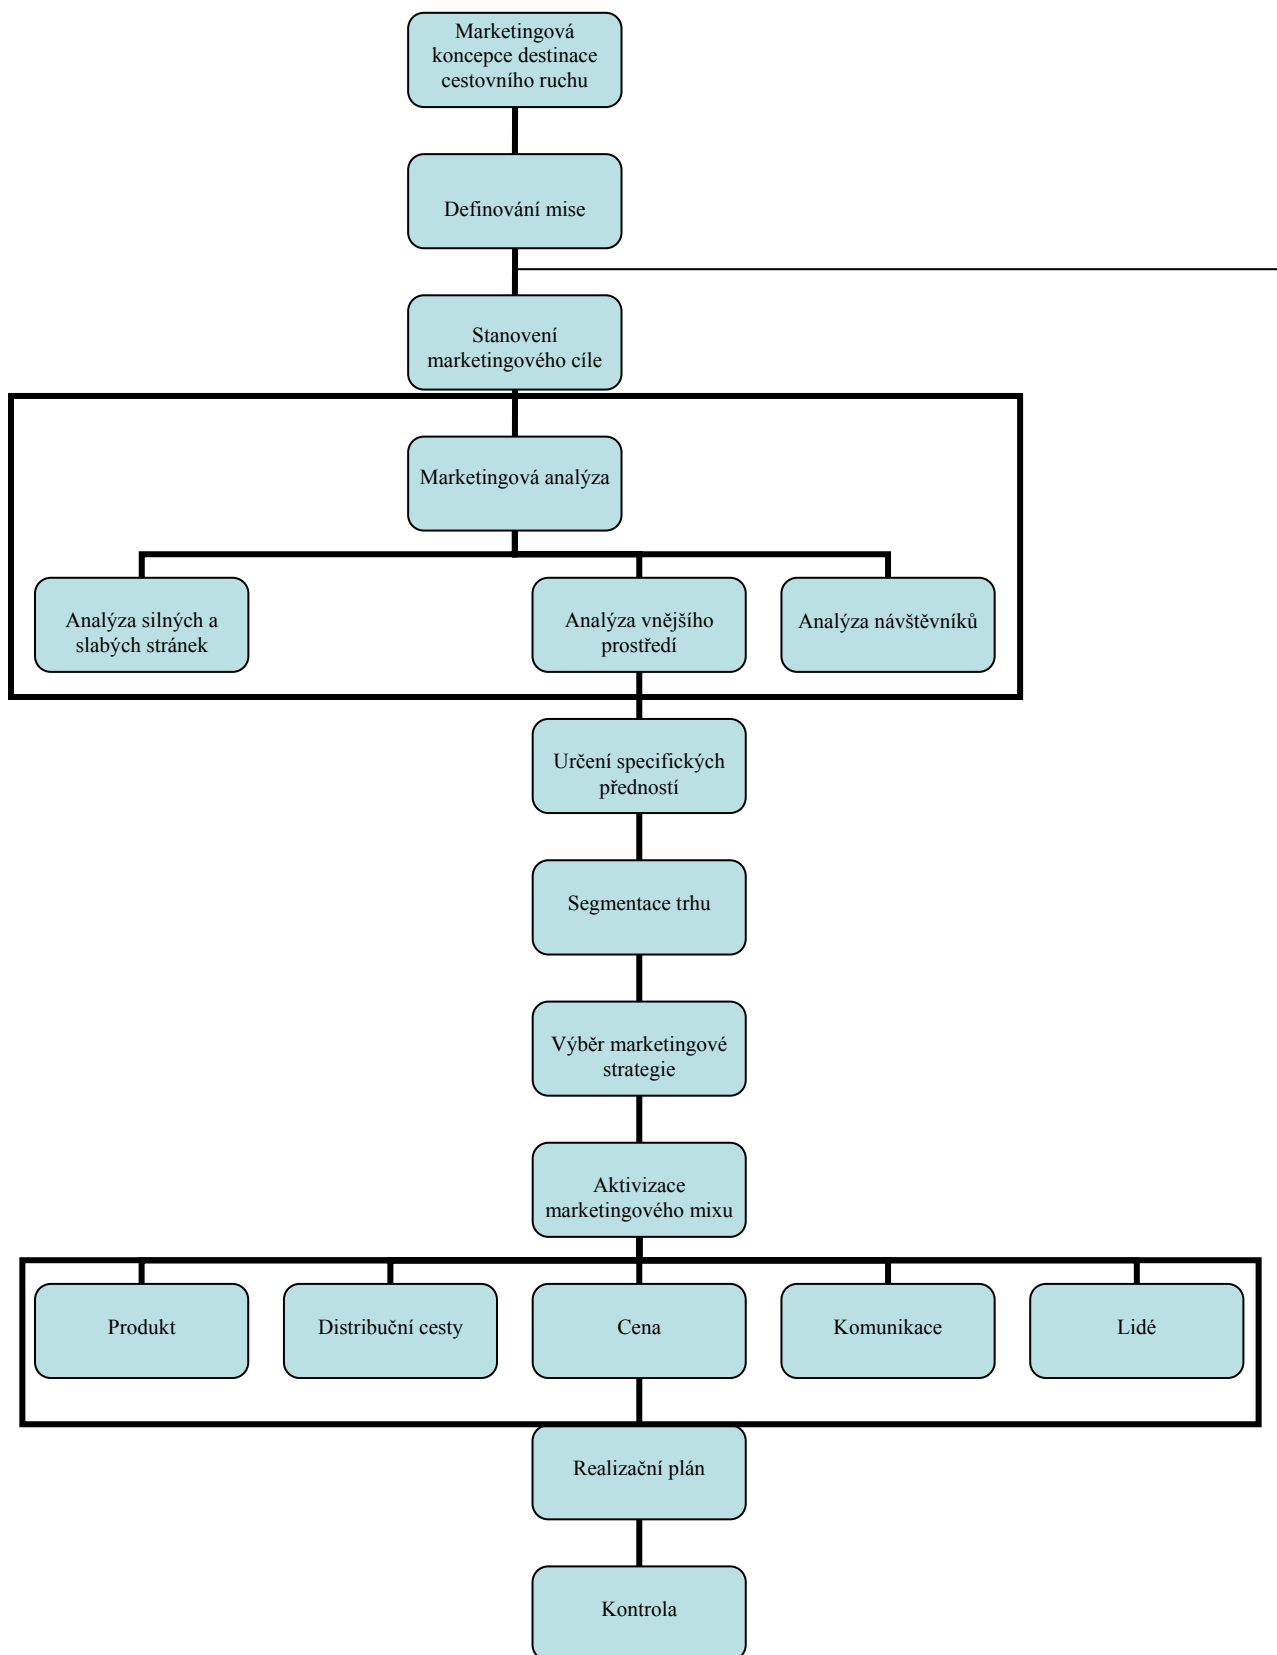 Marketingová
koncepce destinace
cestovního ruchu
Definování mise
Stanovení
marketingového cíle
Marketingová analýza
Analýza silných a
slabých stránek
Analýza vnějšího
prostředí
Analýza návštěvníků
Určení specifických
předností
Segmentace trhu
Výběr marketingové
strategie
Aktivizace
marketingového mixu
Produkt
Distribuční cesty
Cena
Komunikace
Lidé
Realizační plán
Kontrola